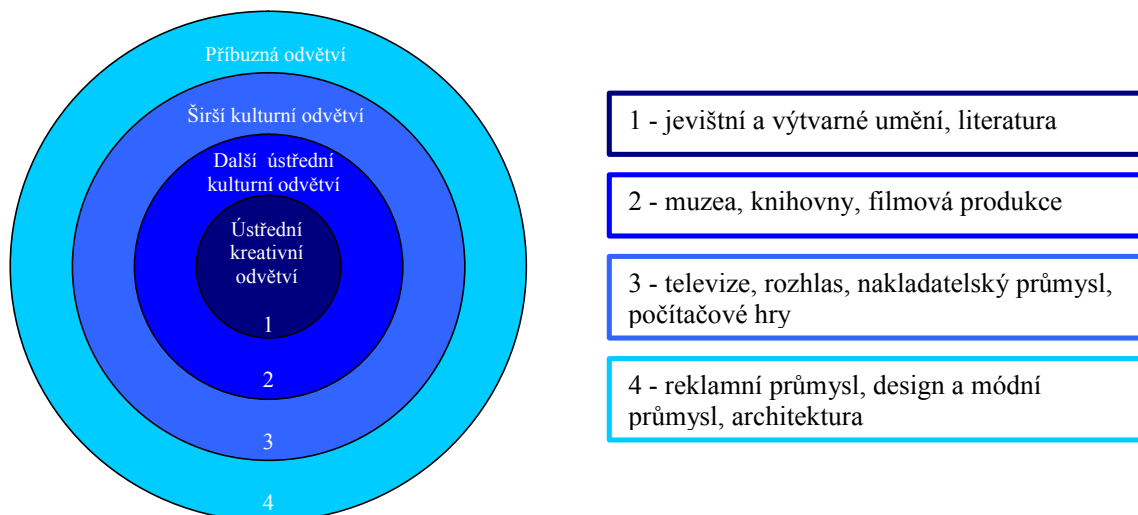 Příbuzná odvětví
Širší kulturní odvětví
Další ústřední
kulturní odvětví
Ústřední
kreativní
odvětví
1
2
3
4
1 - jevištní a výtvarné umění, literatura
2 - muzea, knihovny, filmová produkce
3 - televize, rozhlas, nakladatelský průmysl,
počítačové hry
4 - reklamní průmysl, design a módní
průmysl, architektura